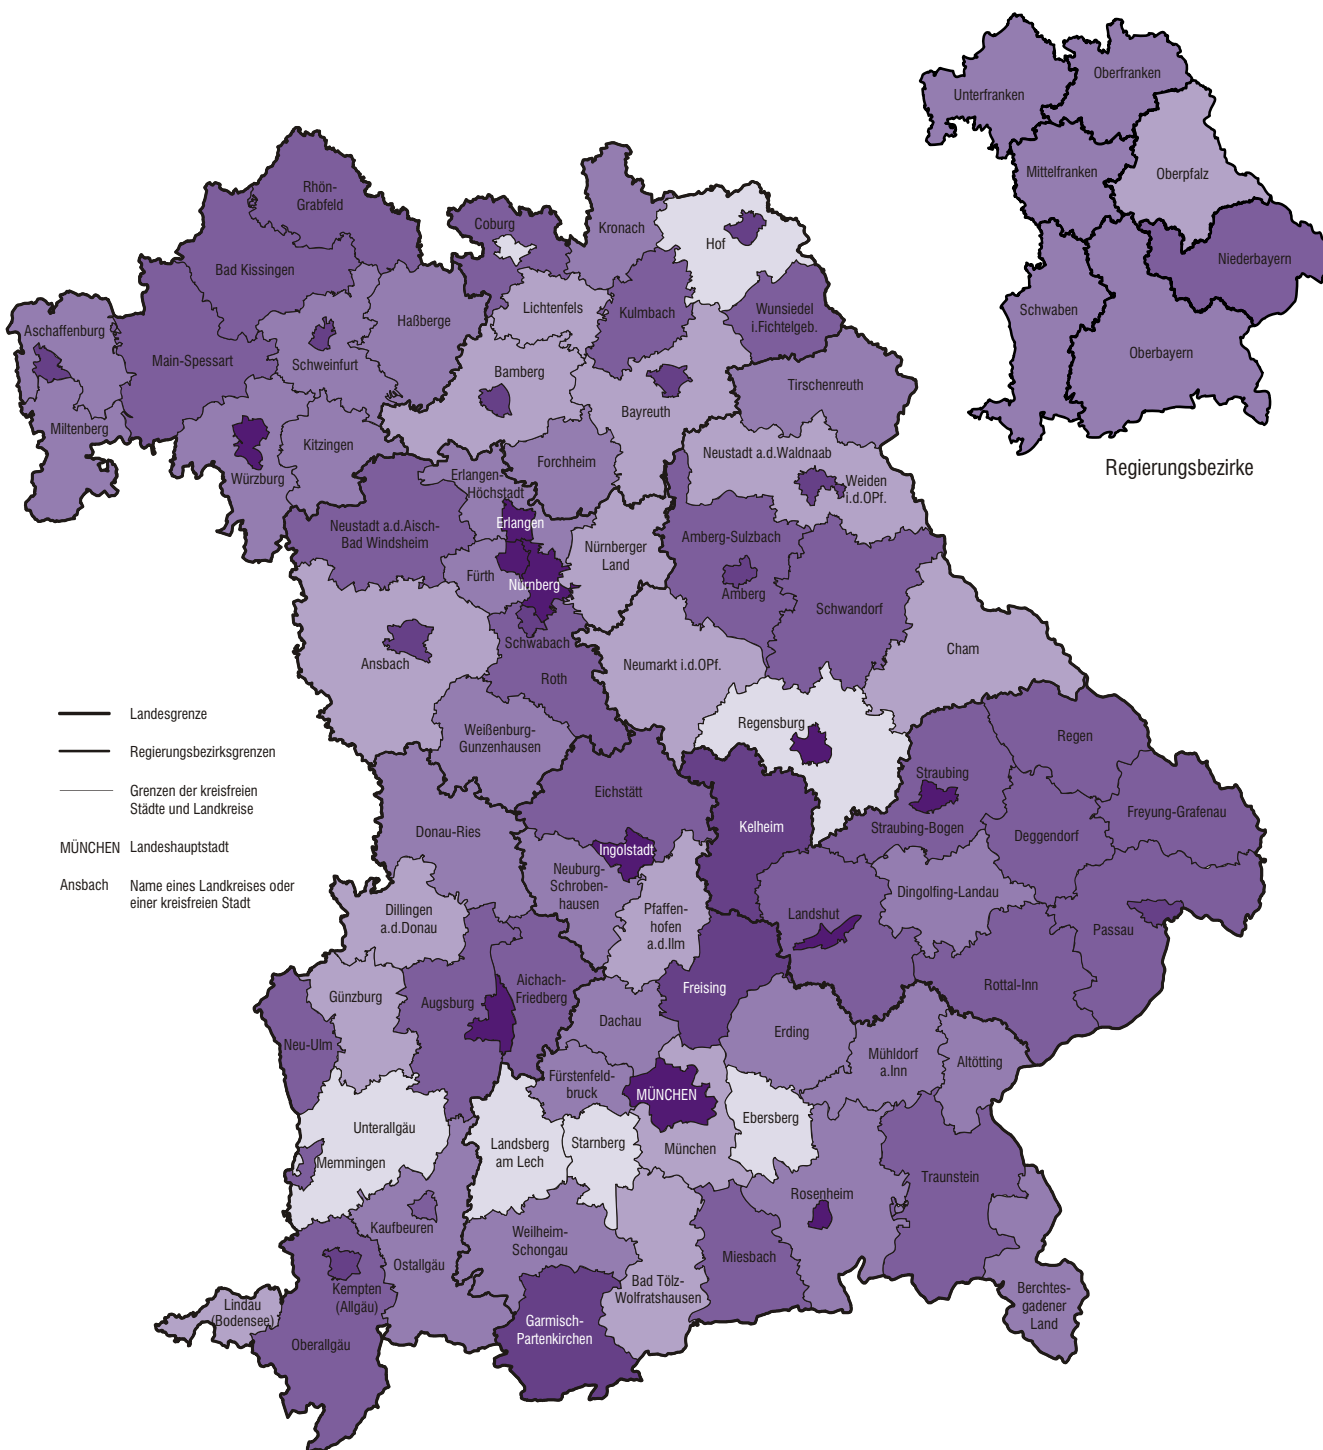 Unterfranken
Oberfranken
Mittelfranken
Oberpfalz
Niederbayern
Schwaben
Oberbayern
Regierungsbezirke
Rhön-
Grabfeld
Coburg
Kronach
Hof
Bad Kissingen
Lichtenfels
Kulmbach
Wunsiedel
i.Fichtelgeb.
Aschaffenburg
Main-Spessart
Schweinfurt
Haßberge
Bamberg
Bayreuth
Tirschenreuth
Miltenberg
Würzburg
Kitzingen
Erlangen-
Höchstadt
Forchheim
Neustadt a.d.Waldnaab
Weiden
i.d.OPf.
Neustadt a.d.Aisch-
Bad Windsheim
Erlangen
Fürth
Nürnberg
Nürnberger
Land
Amberg-Sulzbach
Amberg
Schwandorf
Ansbach
Schwabach
Roth
Neumarkt i.d.OPf.
Cham
Weißenburg-
Gunzenhausen
Regensburg
Regen
Landesgrenze
Regierungsbezirksgrenzen
Grenzen der kreisfreien
Städte und Landkreise
MÜNCHEN Landeshauptstadt
Ansbach Name eines Landkreises oder
einer kreisfreien Stadt
Eichstätt
Straubing
Straubing-Bogen
Freyung-Grafenau
Donau-Ries
Ingolstadt
Kelheim
Deggendorf
Neuburg-
Schroben-
hausen
Dingolfing-Landau
Dillingen
a.d.Donau
Pfaffen-
hofen
a.d.Ilm
Landshut
Passau
Günzburg
Augsburg
Aichach-
Friedberg
Freising
Rottal-Inn
Neu-Ulm
Dachau
Erding
Mühldorf
a.Inn
Altötting
Fürstenfeld-
bruck
MÜNCHEN
Unterallgäu
Memmingen
Landsberg
am Lech
Starnberg
München
Ebersberg
Traunstein
Kaufbeuren
Ostallgäu
Weilheim-
Schongau
Rosenheim
Miesbach
Kempten
(Allgäu)
Bad Tölz-
Wolfratshausen
Berchtes-
gadener
Land
Lindau
(Bodensee)
Oberallgäu
Garmisch-
Partenkirchen